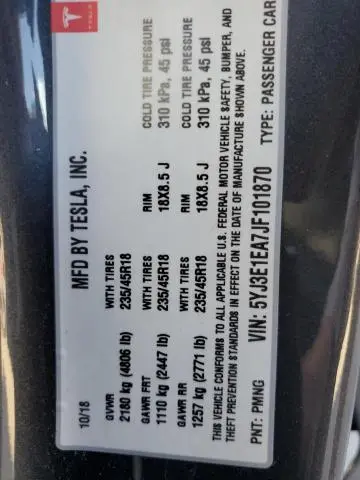 TESLA
MFD BY TESLA, INC.
10/18
GVWR WITH TIRES RIM COLD TIRE PRESSURE
2180 kg (4806 lb) 235/45R18 18X8.5 J 310 kPa, 45 psi
GAWR FRT WITH TIRES RIM COLD TIRE PRESSURE
1110 kg (2447 lb) 235/45R18 18X8.5 J 310 kPa, 45 psi
GAWR RR WITH TIRES
1257 kg (2771 lb) 235/45R18
THIS VEHICLE CONFORMS TO ALL APPLICABLE U.S. FEDERAL MOTOR VEHICLE SAFETY, BUMPER, AND
THEFT PREVENTION STANDARDS IN EFFECT ON THE DATE OF MANUFACTURE SHOWN ABOVE.
PNT: PMNG VIN: 5YJ3E1EA7JF101870 TYPE: PASSENGER CAR